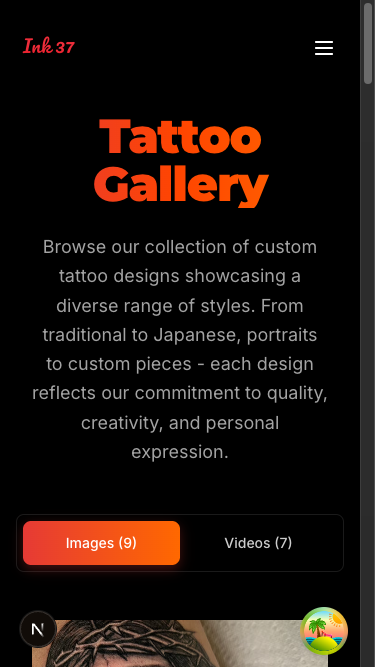 Ink 37
Tattoo
Gallery
Browse our collection of custom
tattoo designs showcasing a
diverse range of styles. From
traditional to Japanese, portraits
to custom pieces - each design
reflects our commitment to quality,
creativity, and personal
expression.
Images (9)
Videos (7)
N